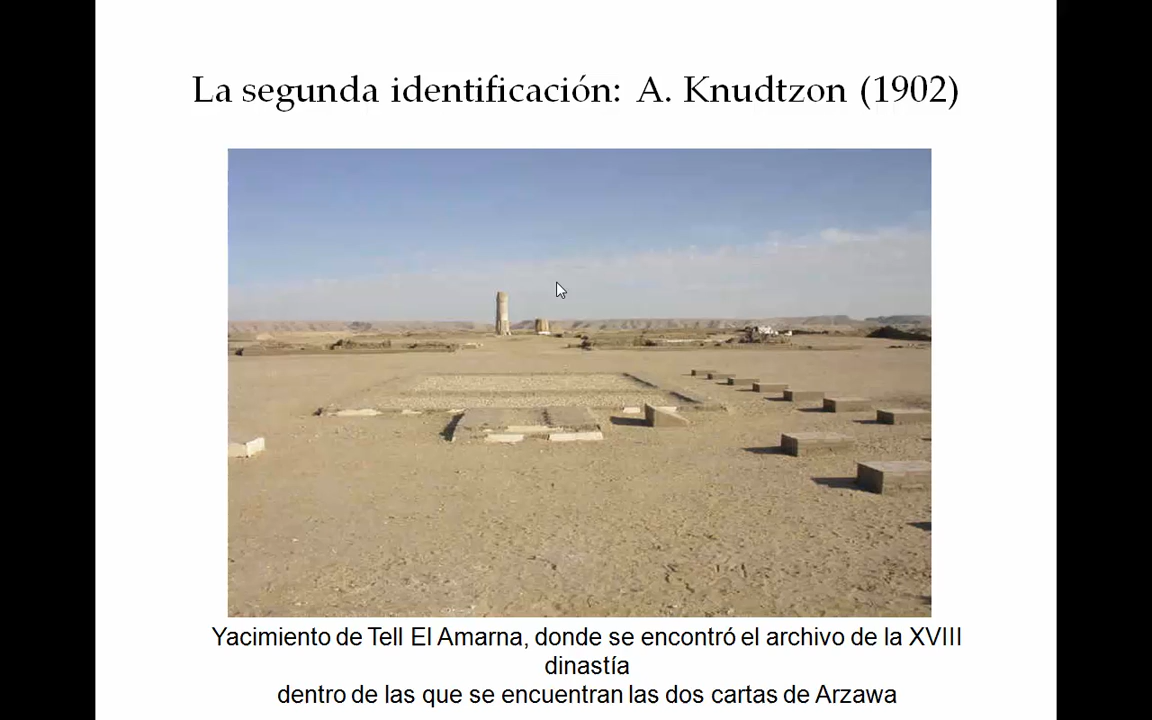 La segunda identificación: A. Knudtzon (1902)
Yacimiento de Tell El Amarna, donde se encontró el archivo de la XVIII
dinastía
dentro de las que se encuentran las dos cartas de Arzawa